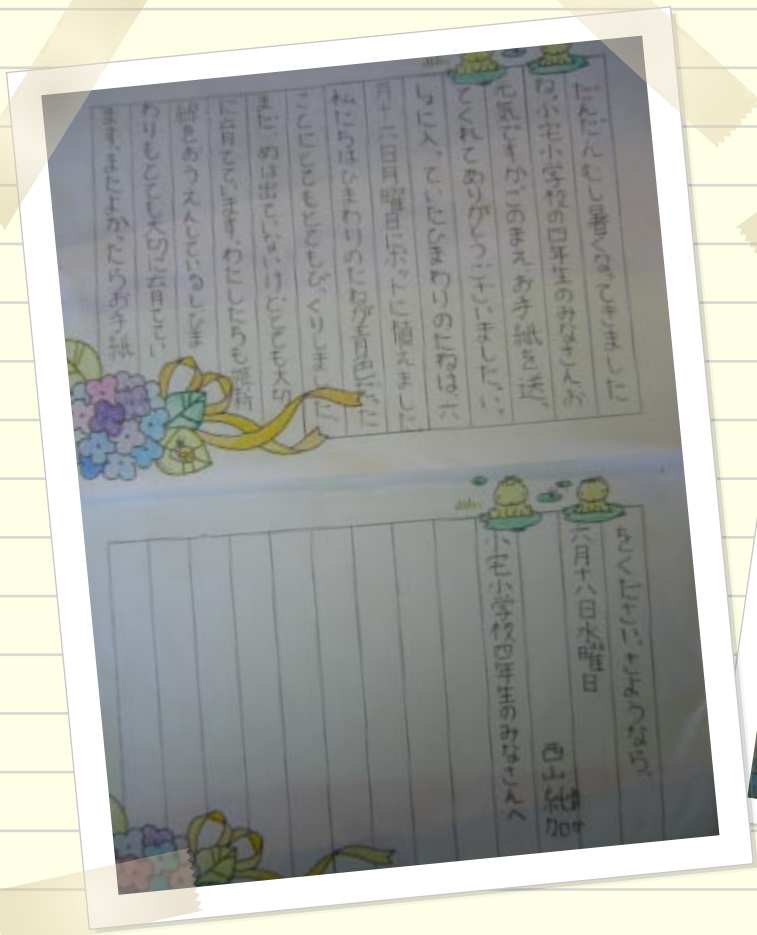 だんだんむし暑くなってきました
ね。小宅小学校の四年生のみなさんお
元気ですかこのまえ、お手紙を送っ
てくれてありがとうございました。い
っしょに入っていたひまわりのたねは、六
月十六日月曜日にポットに植えました
私たちはひまわりのたねが青色だった
ことにとてもとてもびっくりしました
まだ、めは出ていないけどとても大切
に育てています。わたしたちも
をおうえんしているしひま
わりもとても大切に育ててい
ます。またよかったらお手紙
をください。さようなら。
六月十八日水曜日
西山
小宅小学校四年生のみなさんへ